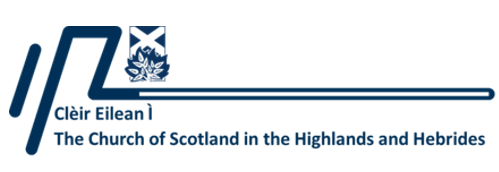 Clèir Eilean Ì
The Church of Scotland in the Highlands and Hebrides